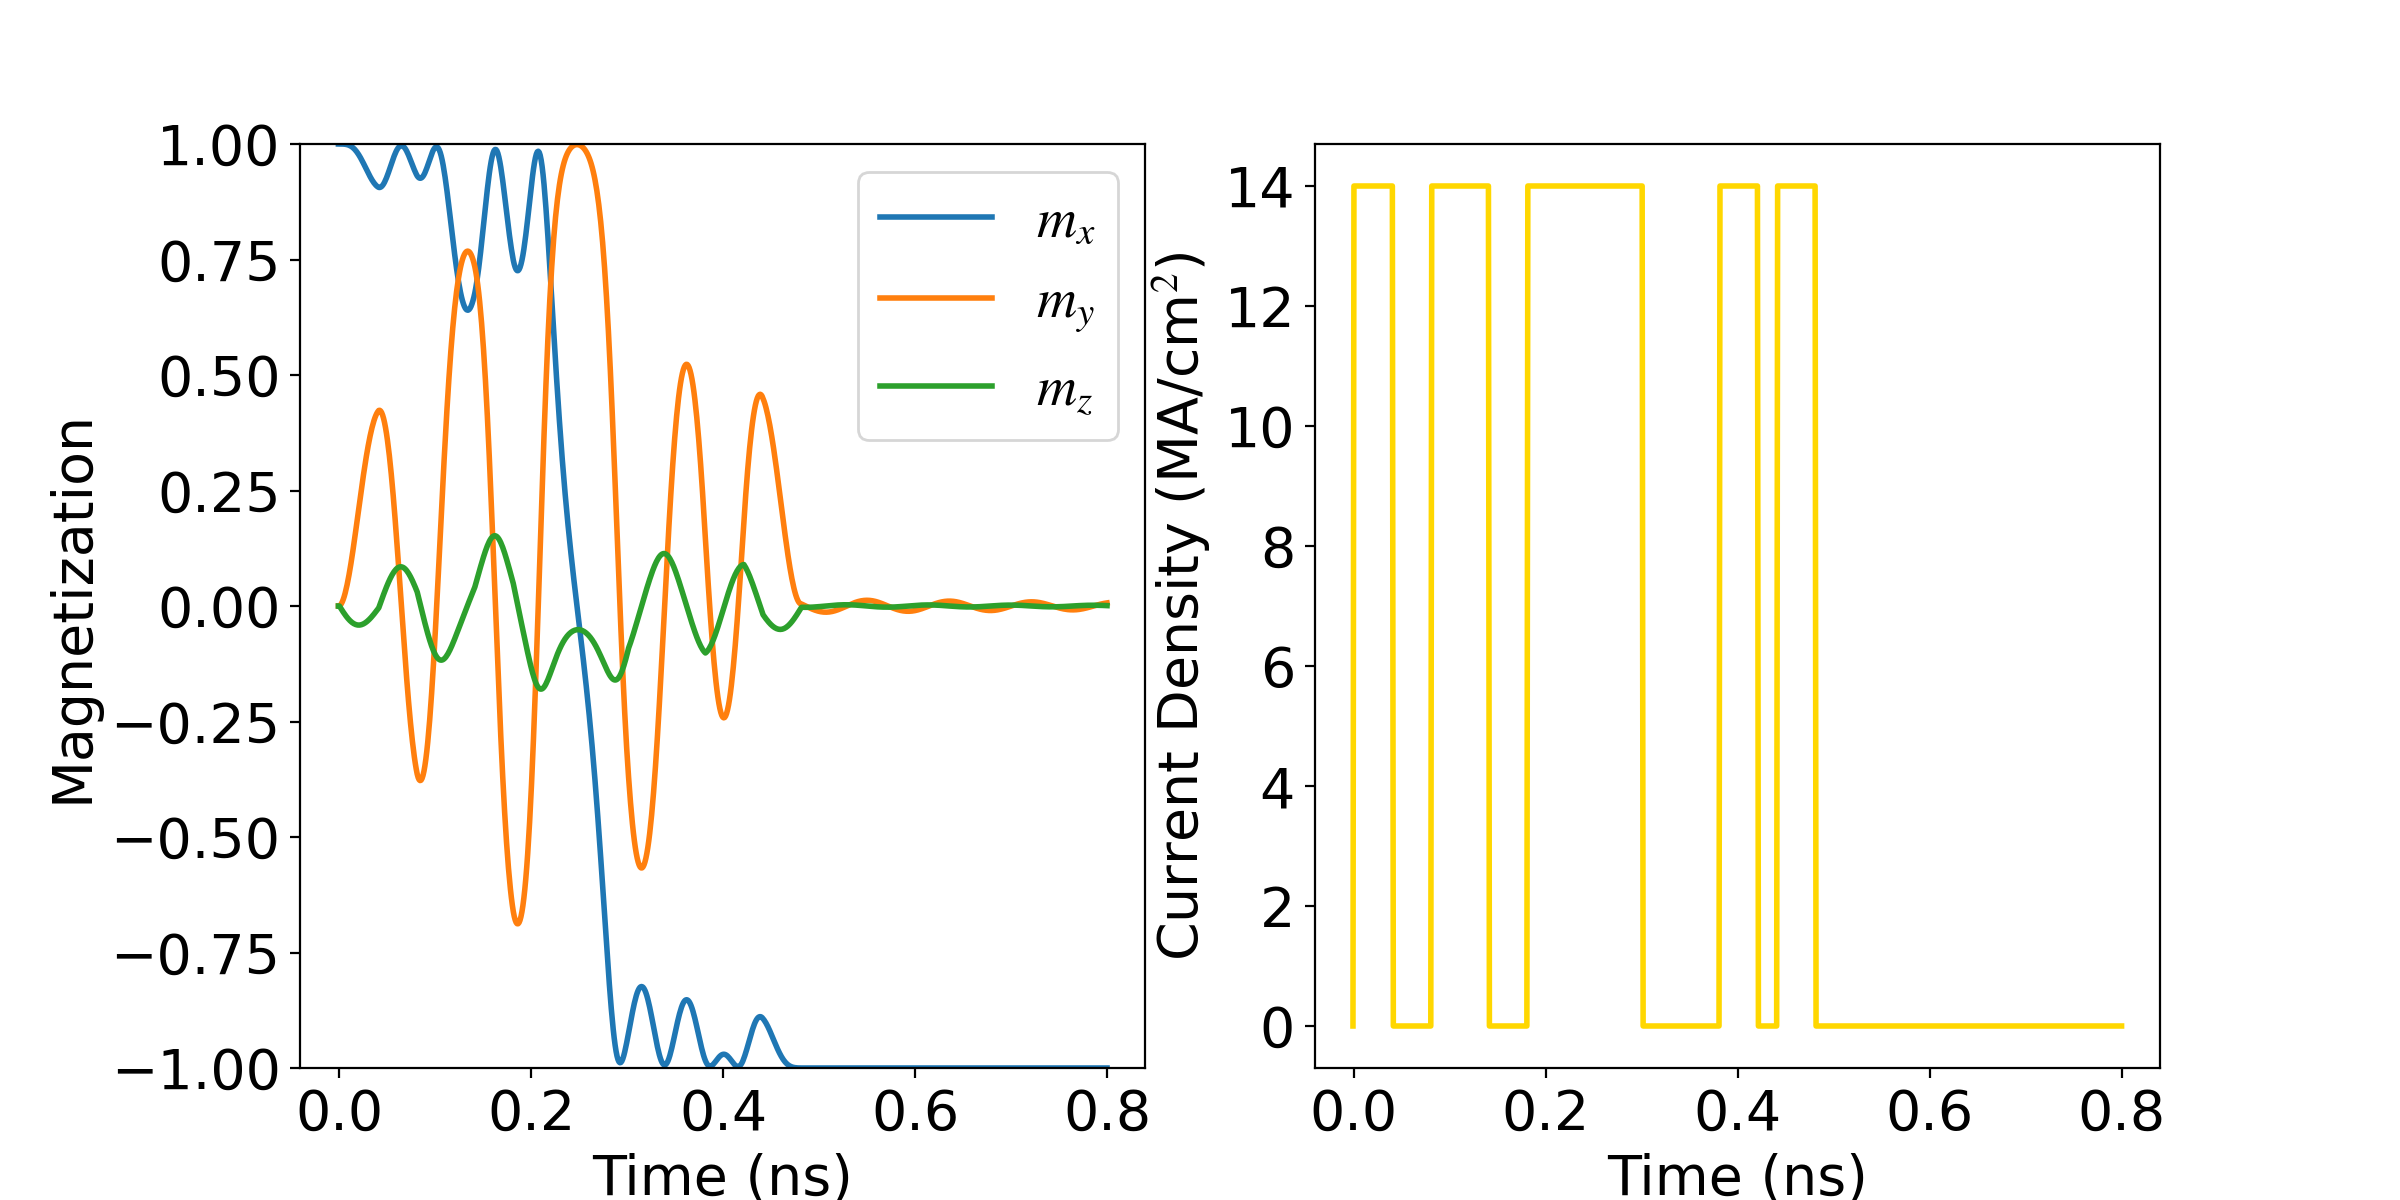 Magnetization
1.00
0.75
0.50
0.25
0.00
−0.25
−0.50
−0.75
−1.00
0.0 0.2 0.4 0.6 0.8
Time (ns)
m_x
m_y
m_z
Current Density (MA/cm²)
14
12
10
8
6
4
2
0
0.0 0.2 0.4 0.6 0.8
Time (ns)